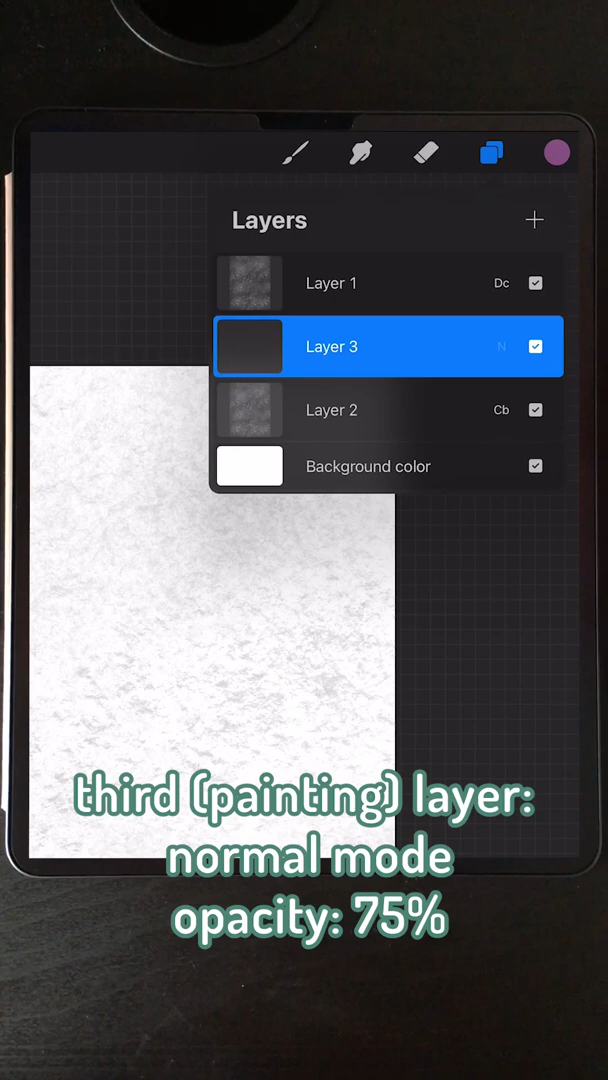 Layers
Layer 1 Dc
Layer 3 N
Layer 2 Cb
Background color
third (painting) layer:
normal mode
opacity: 75%